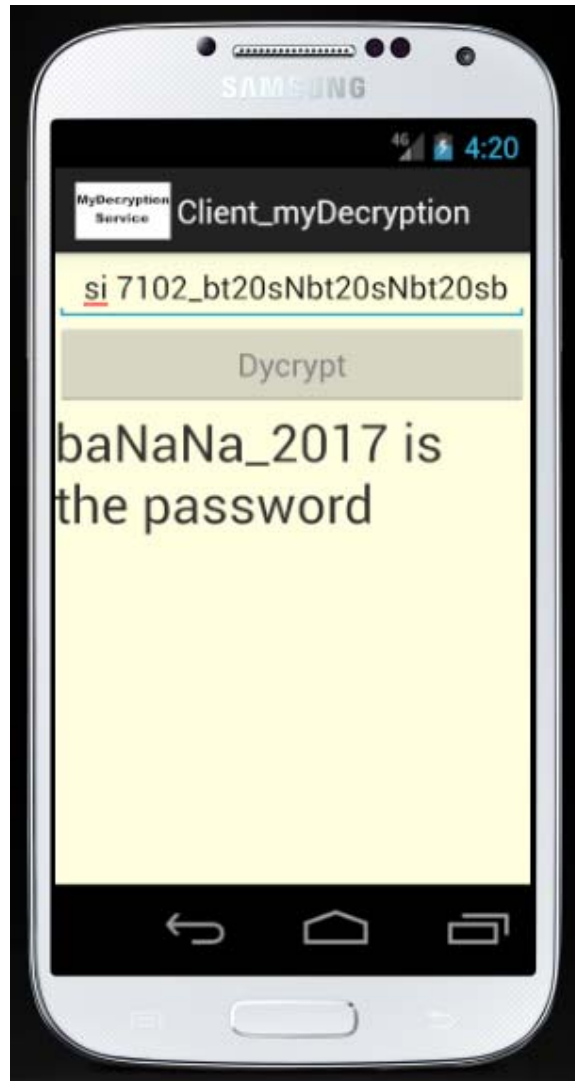 SAMSUNG
4G 4:20
MyDecryption
Service
Client_myDecryption
si 7102_bt20sNbt20sNbt20sb
Dycrypt
baNaNa_2017 is
the password